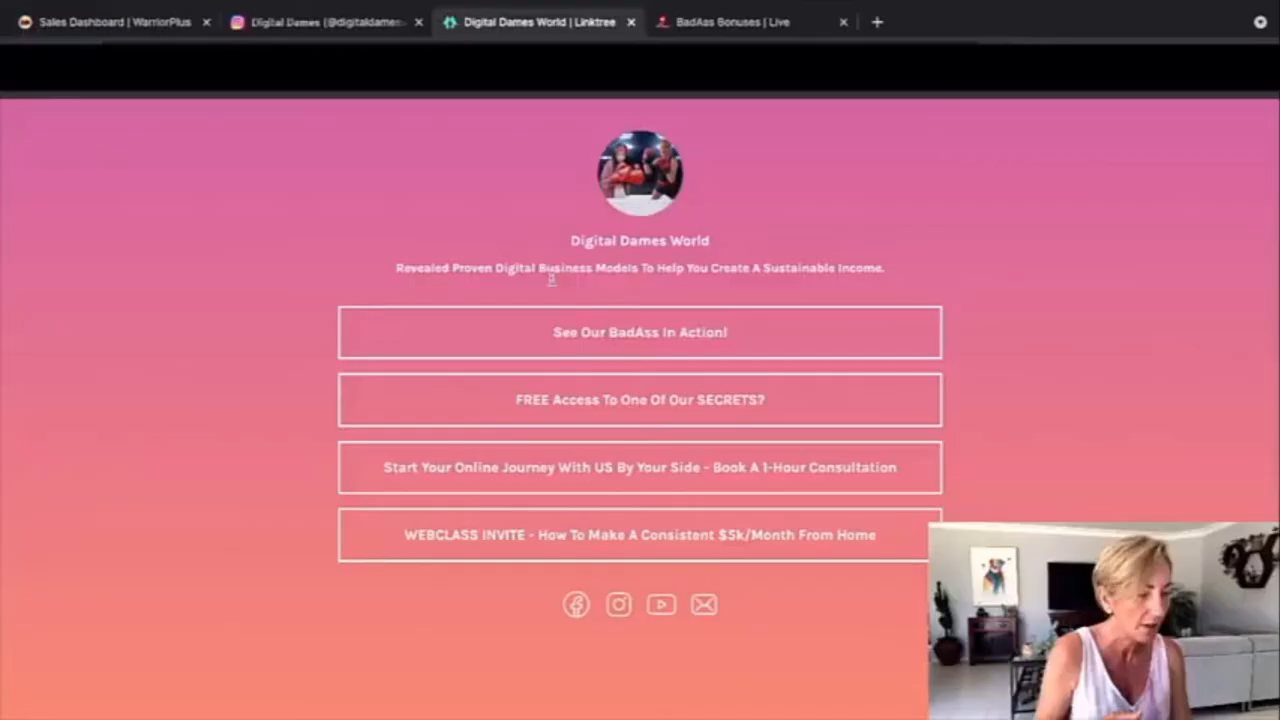 Sales Dashboard | WarriorPlus
Digital Dames (@digitaldames
Digital Dames World | Linktree
BadAss Bonuses | Live
Digital Dames World
Revealed Proven Digital Business Models To Help You Create A Sustainable Income.
See Our BadAss In Action!
FREE Access To One Of Our SECRETS?
Start Your Online Journey With US By Your Side - Book A 1-Hour Consultation
WEBCLASS INVITE - How To Make A Consistent $5k/Month From Home